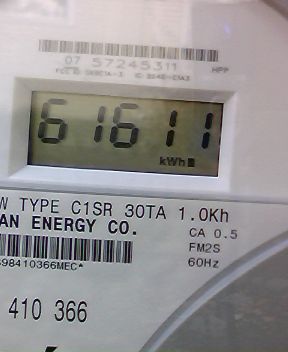 07 57245311
HPP
61611
kWh
W TYPE C1SR 30TA 1.0Kh
AN ENERGY CO.
CA 0.5
FM2S
98410366MEC*
60Hz
410 366